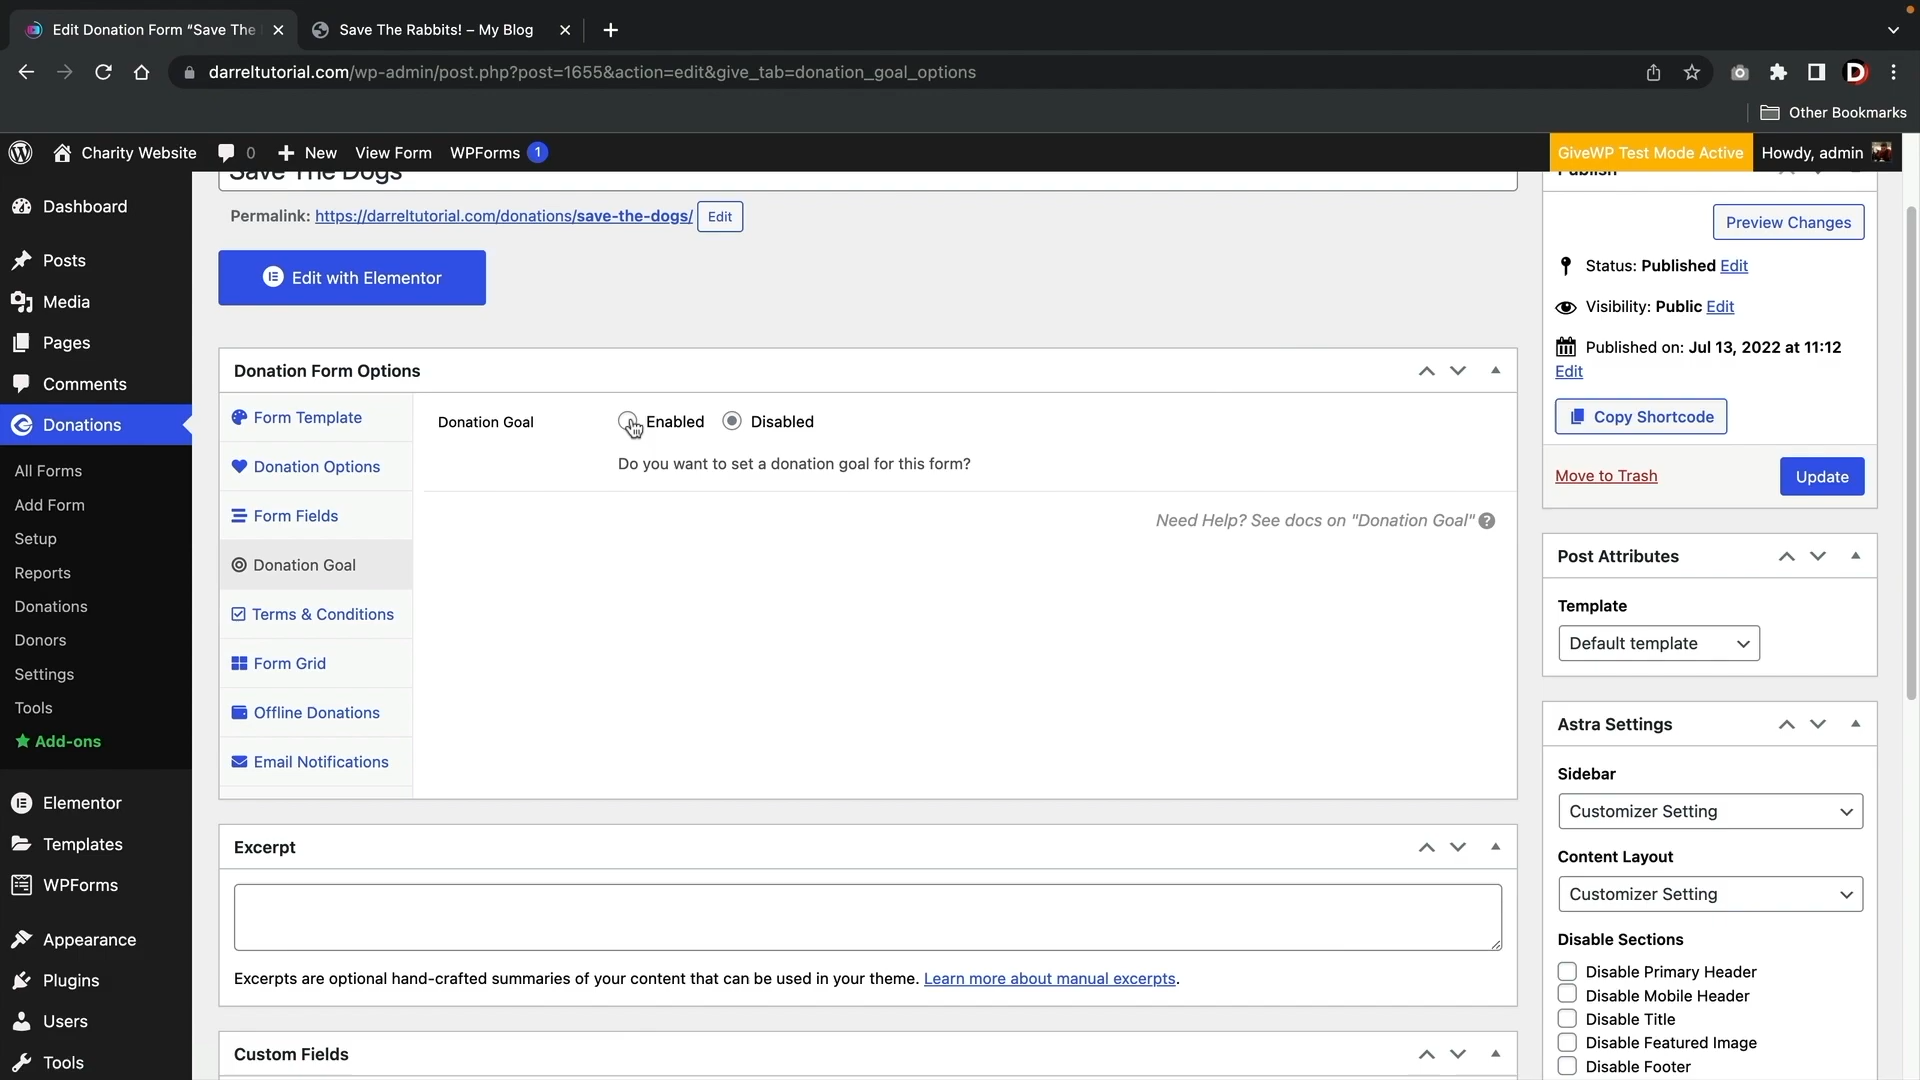 Edit Donation Form “Save The
Save The Rabbits! – My Blog
darreltutorial.com/wp-admin/post.php?post=1655&action=edit&give_tab=donation_goal_options
D
Other Bookmarks
Charity Website
0
New
View Form
WPForms 1
GiveWP Test Mode Active
Howdy, admin
Dashboard
Posts
Media
Pages
Comments
Donations
All Forms
Add Form
Setup
Reports
Donations
Donors
Settings
Tools
Add-ons
Elementor
Templates
WPForms
Appearance
Plugins
Users
Tools
Save The Dogs
Permalink: https://darreltutorial.com/donations/save-the-dogs/ Edit
Edit with Elementor
Donation Form Options
Form Template
Donation Options
Form Fields
Donation Goal
Terms & Conditions
Form Grid
Offline Donations
Email Notifications
Donation Goal
Enabled
Disabled
Do you want to set a donation goal for this form?
Need Help? See docs on "Donation Goal" ?
Excerpt
Excerpts are optional hand-crafted summaries of your content that can be used in your theme. Learn more about manual excerpts.
Custom Fields
Publish
Preview Changes
Status: Published Edit
Visibility: Public Edit
Published on: Jul 13, 2022 at 11:12
Edit
Copy Shortcode
Move to Trash
Update
Post Attributes
Template
Default template
Astra Settings
Sidebar
Customizer Setting
Content Layout
Customizer Setting
Disable Sections
Disable Primary Header
Disable Mobile Header
Disable Title
Disable Featured Image
Disable Footer